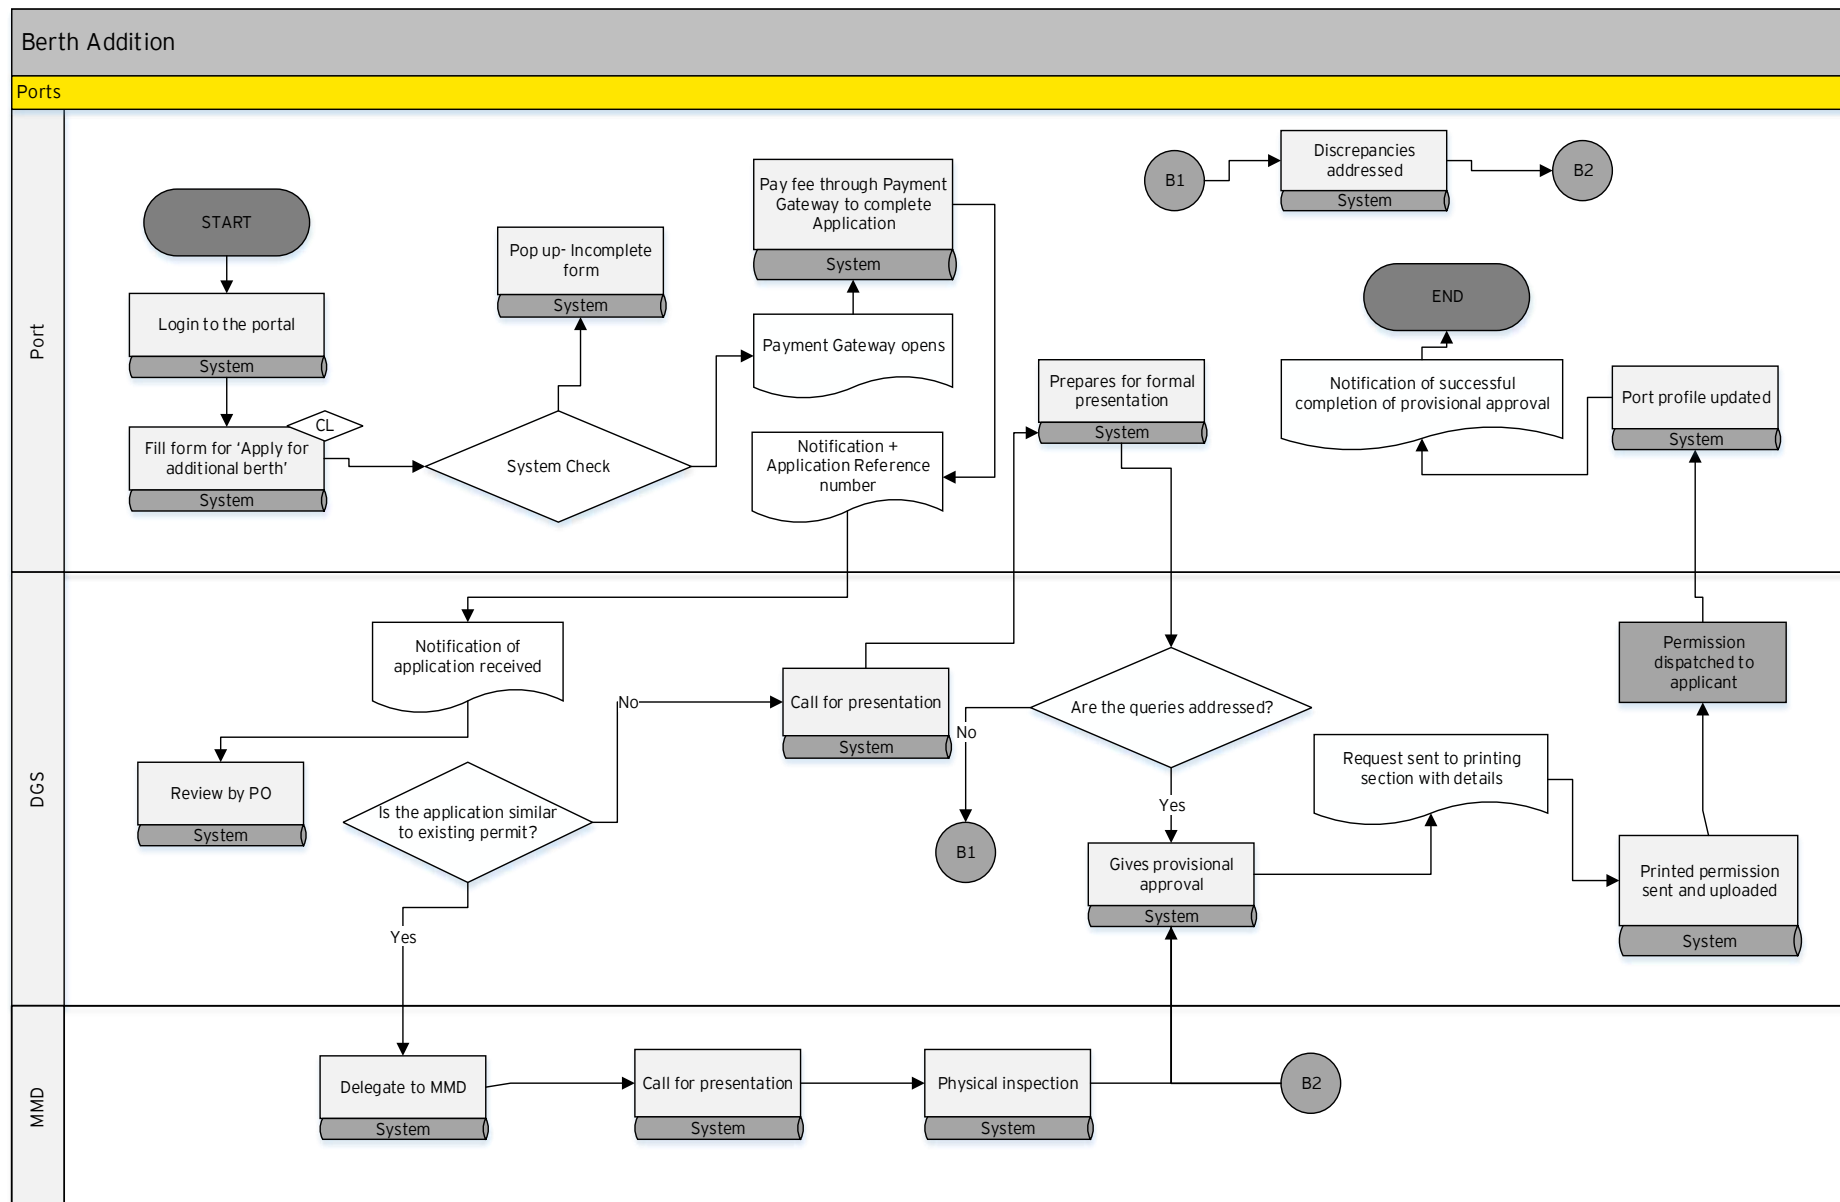 Berth Addition
Ports
Port
START
Login to the portal
System
CL
Fill form for ‘Apply for
additional berth’
System
Pop up- Incomplete
form
System
System Check
Pay fee through Payment
Gateway to complete
Application
System
Payment Gateway opens
Notification +
Application Reference
number
B1
Discrepancies
addressed
System
B2
Prepares for formal
presentation
System
END
Notification of successful
completion of provisional approval
Port profile updated
System
DGS
Notification of
application received
Review by PO
System
Is the application similar
to existing permit?
No
Yes
Call for presentation
System
Are the queries addressed?
No
B1
Yes
Gives provisional
approval
System
Request sent to printing
section with details
Permission
dispatched to
applicant
Printed permission
sent and uploaded
System
MMD
Delegate to MMD
System
Call for presentation
System
Physical inspection
System
B2